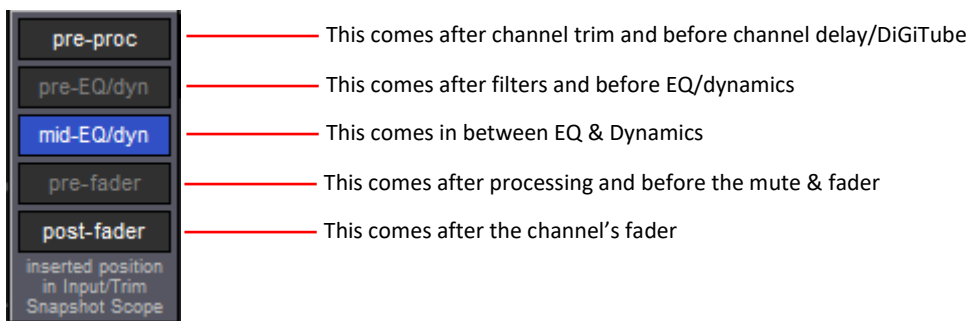 pre-proc This comes after channel trim and before channel delay/DiGiTube
pre-EQ/dyn This comes after filters and before EQ/dynamics
mid-EQ/dyn This comes in between EQ & Dynamics
pre-fader This comes after processing and before the mute & fader
post-fader This comes after the channel’s fader
inserted position
in Input/Trim
Snapshot Scope